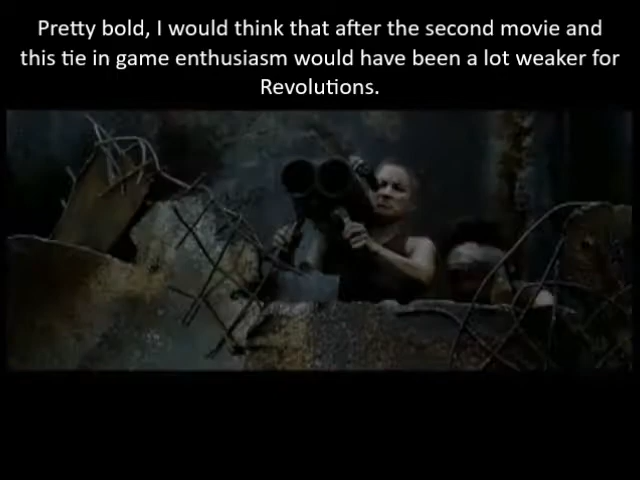 Pretty bold, I would think that after the second movie and
this tie in game enthusiasm would have been a lot weaker for
Revolutions.